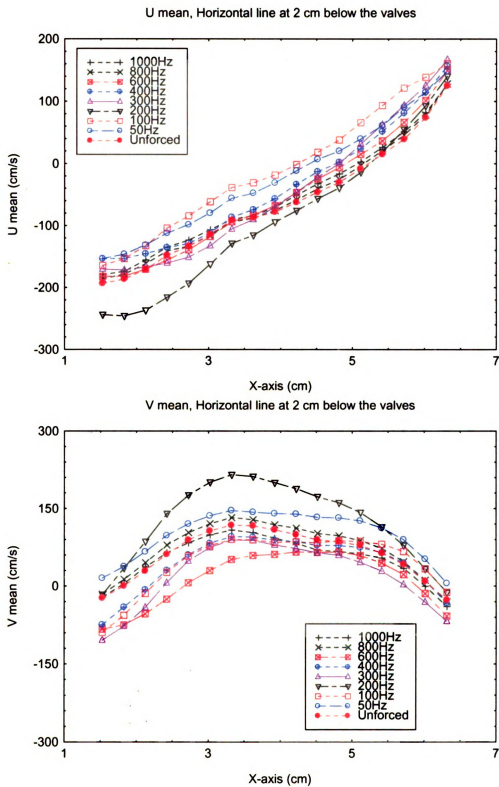 U mean, Horizontal line at 2 cm below the valves
200
100
0
-100
-200
-300
U mean (cm/s)
1000Hz
800Hz
600Hz
400Hz
300Hz
200Hz
100Hz
50Hz
Unforced
1 3 5 7
X-axis (cm)
V mean, Horizontal line at 2 cm below the valves
300
150
0
-150
-300
V mean (cm/s)
1000Hz
800Hz
600Hz
400Hz
300Hz
200Hz
100Hz
50Hz
Unforced
1 3 5 7
X-axis (cm)